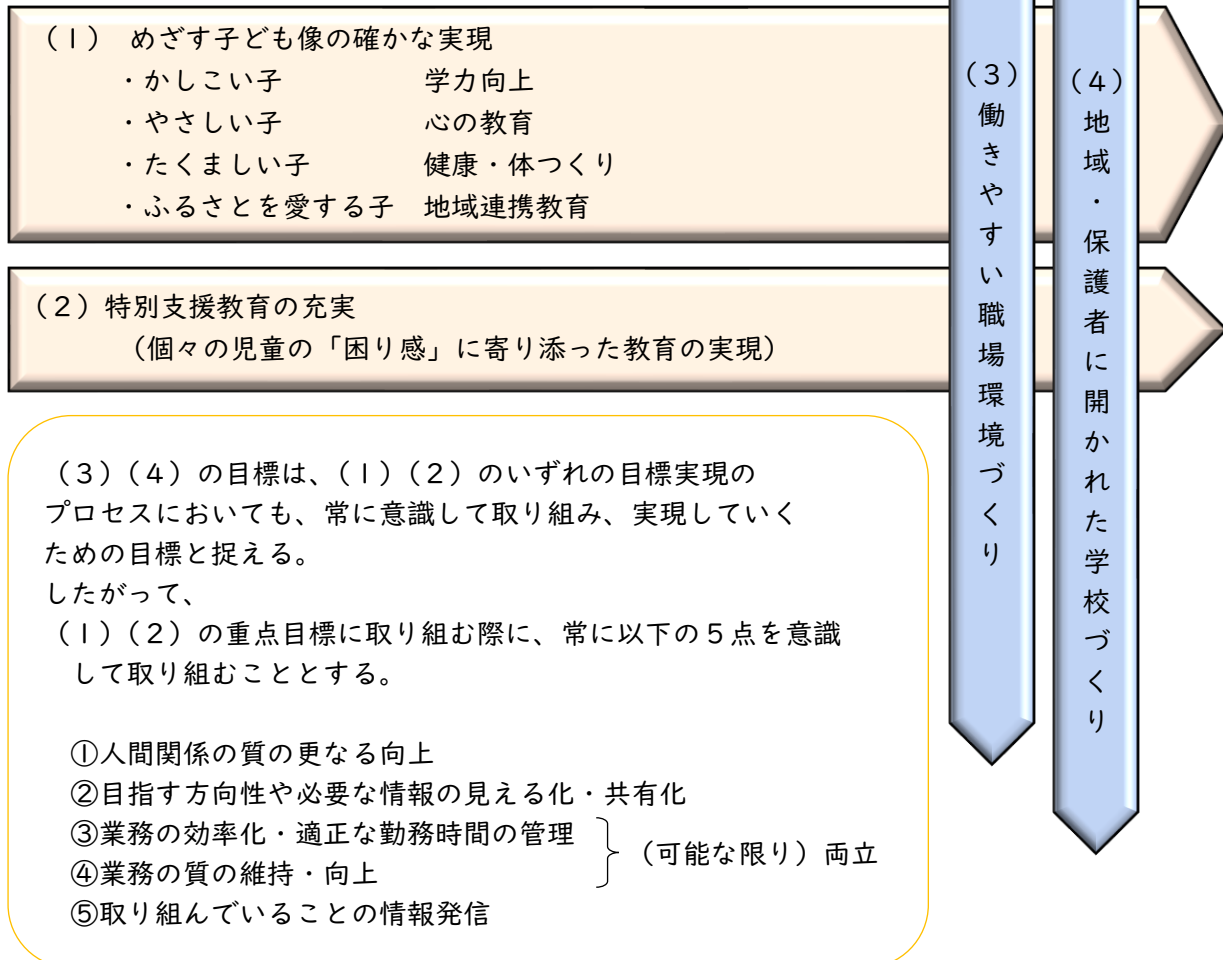 (1) めざす子ども像の確かな実現
・かしこい子 学力向上
・やさしい子 心の教育
・たくましい子 健康・体つくり
・ふるさとを愛する子 地域連携教育
(2)特別支援教育の充実
(個々の児童の「困り感」に寄り添った教育の実現)
(3)働きやすい職場環境づくり
(4)地域・保護者に開かれた学校づくり
(3)(4)の目標は、(1)(2)のいずれの目標実現の
プロセスにおいても、常に意識して取り組み、実現していく
ための目標と捉える。
したがって、
(1)(2)の重点目標に取り組む際に、常に以下の5点を意識
して取り組むこととする。
①人間関係の質の更なる向上
②目指す方向性や必要な情報の見える化・共有化
③業務の効率化・適正な勤務時間の管理
④業務の質の維持・向上
(可能な限り)両立
⑤取り組んでいることの情報発信